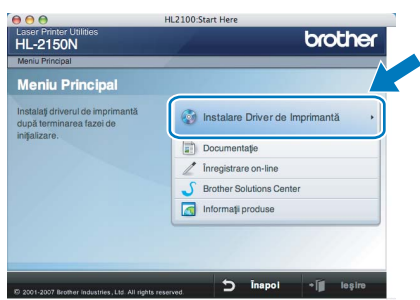 HL2100:Start Here
Laser Printer Utilities
HL-2150N
brother
Meniu Principal
Meniu Principal
Instalaţi driverul de imprimantă
după terminarea fazei de
iniţializare.
Instalare Driver de Imprimantă
Documentaţie
Înregistrare on-line
Brother Solutions Center
Informaţii produse
© 2001-2007 Brother Industries, Ltd. All rights reserved.
Înapoi
Ieşire